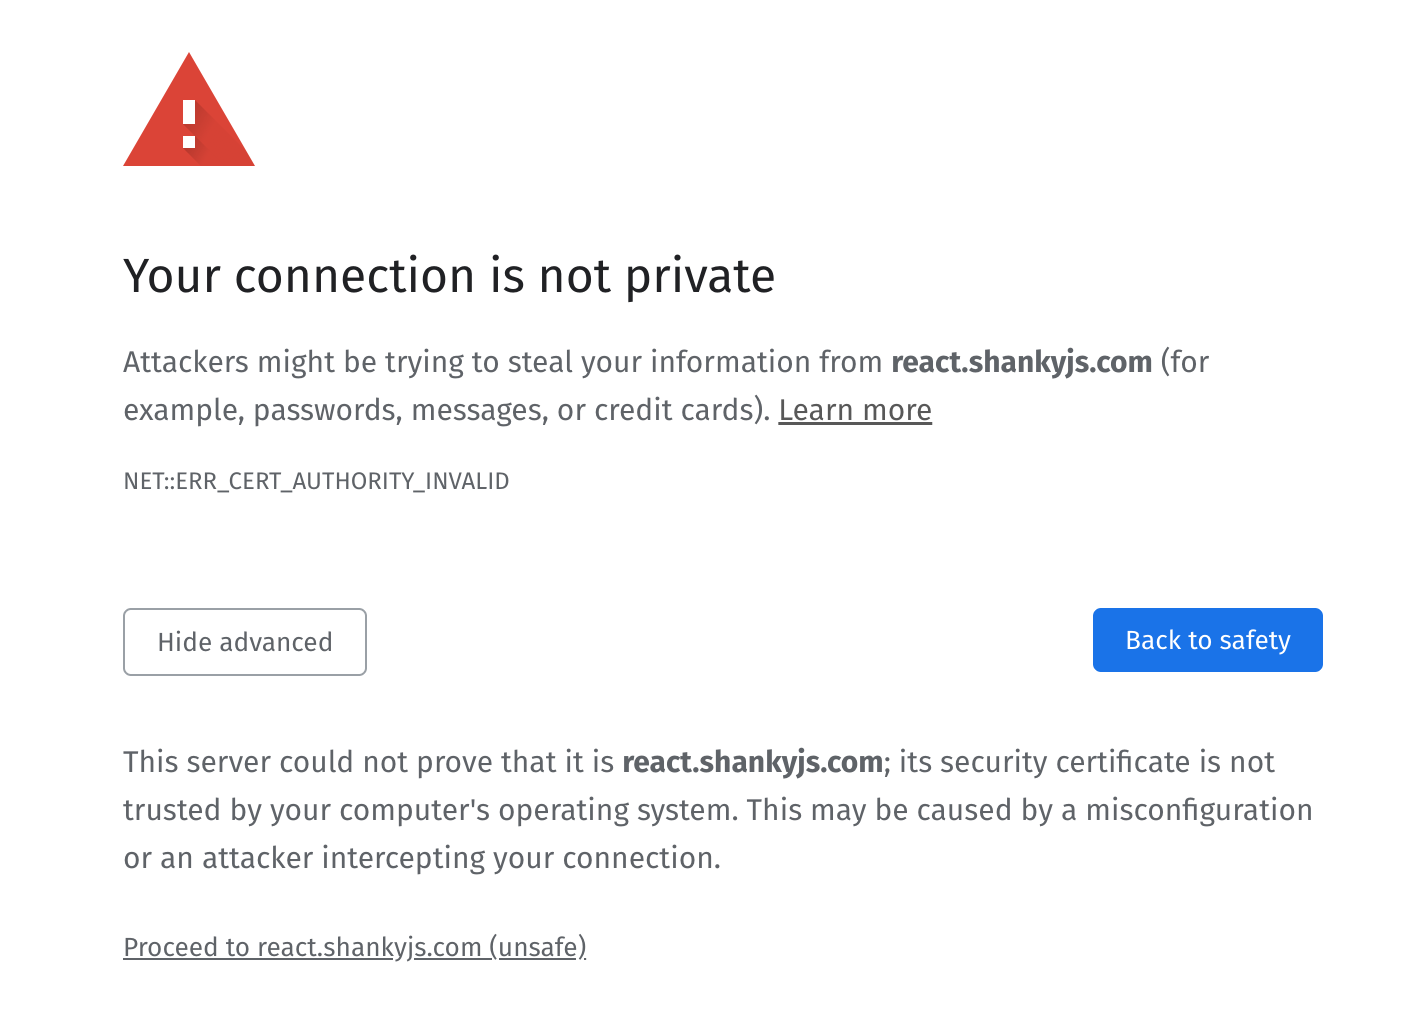 Your connection is not private
Attackers might be trying to steal your information from react.shankyjs.com (for
example, passwords, messages, or credit cards). Learn more
NET::ERR_CERT_AUTHORITY_INVALID
Hide advanced
Back to safety
This server could not prove that it is react.shankyjs.com; its security certificate is not
trusted by your computer's operating system. This may be caused by a misconfiguration
or an attacker intercepting your connection.
Proceed to react.shankyjs.com (unsafe)